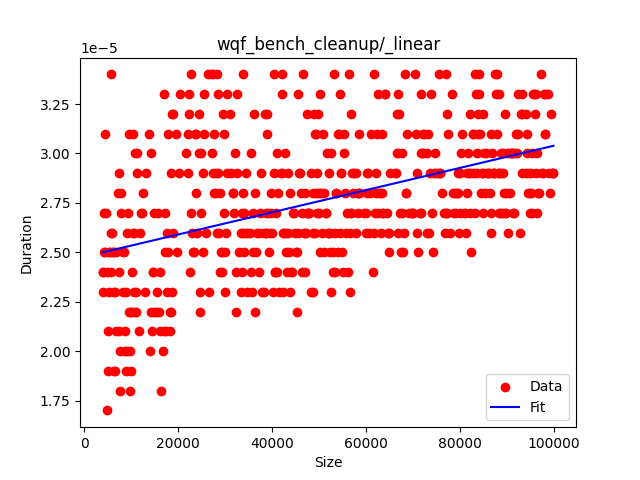 wqf_bench_cleanup/_linear
1e−5
3.25
3.00
2.75
2.50
2.25
2.00
1.75
Duration
0
20000
40000
60000
80000
100000
Size
Data
Fit